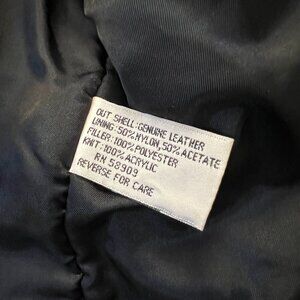 OUT SHELL:GENUINE LEATHER
LINING:50%NYLON,50%ACETATE
FILLER:100%POLYESTER
KNIT:100%ACRYLIC
RN 58909
REVERSE FOR CARE